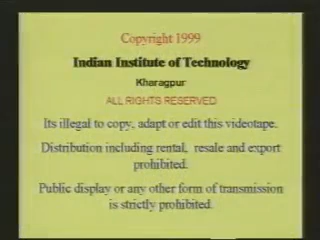 Copyright 1999
Indian Institute of Technology
Kharagpur
ALL RIGHTS RESERVED
Its illegal to copy, adapt or edit this videotape.
Distribution including rental, resale and export
prohibited.
Public display or any other form of transmission
is strictly prohibited.